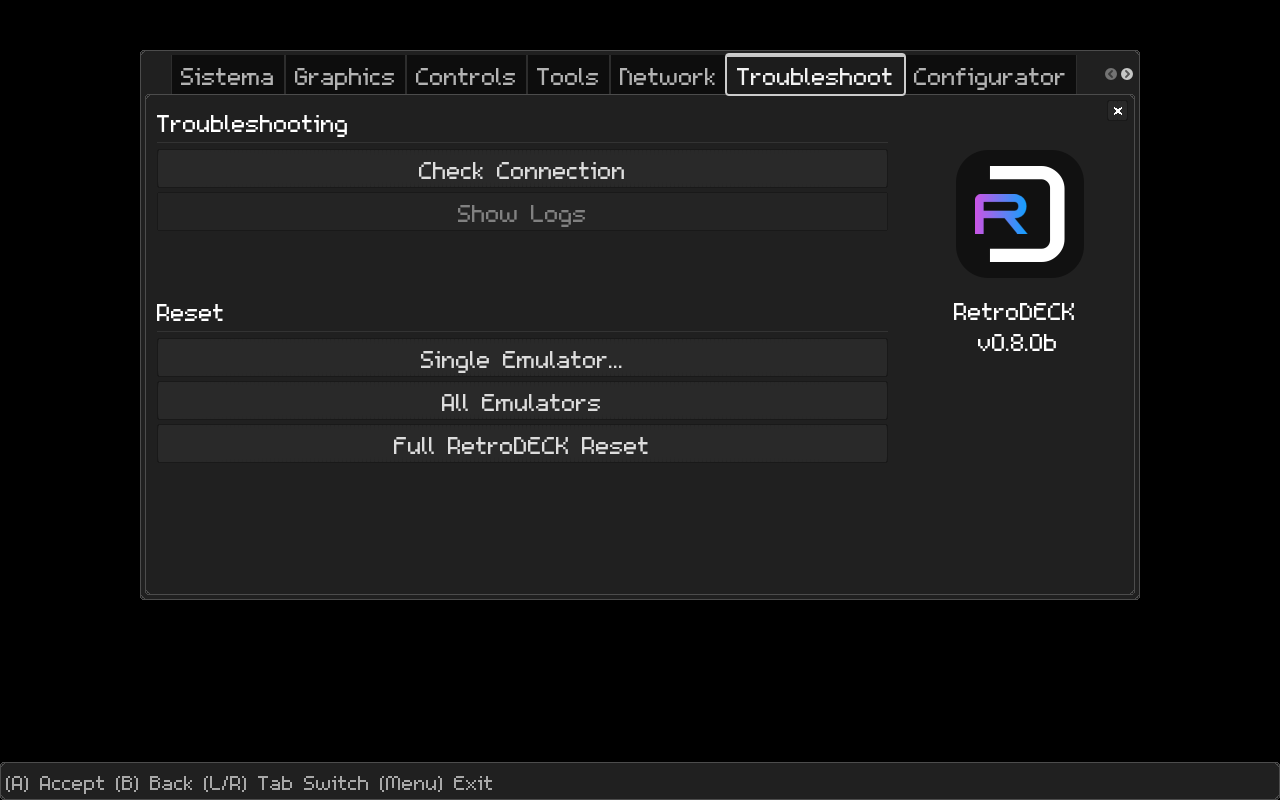 Sistema Graphics Controls Tools Network Troubleshoot Configurator
Troubleshooting
Check Connection
Show Logs
Reset
Single Emulator...
All Emulators
Full RetroDECK Reset
RetroDECK
v0.8.0b
(A) Accept (B) Back (L/R) Tab Switch (Menu) Exit